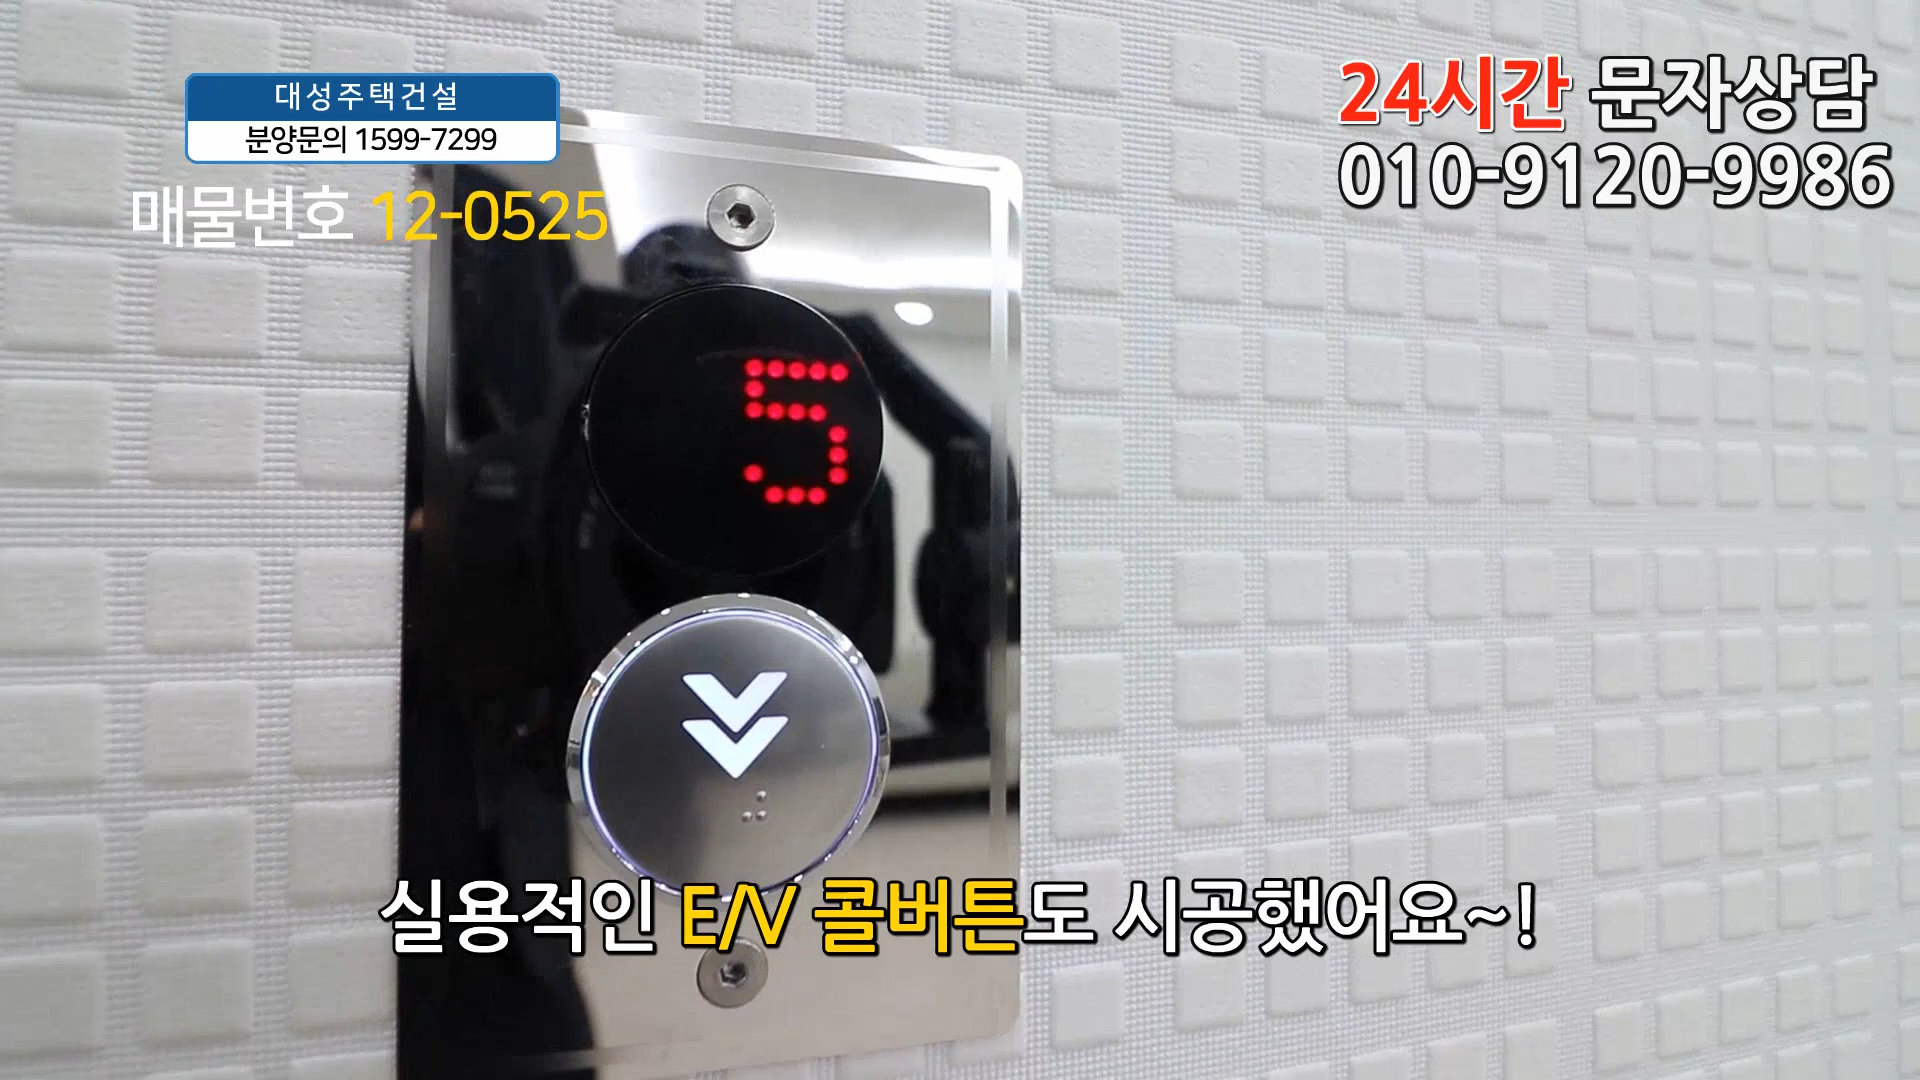 대성주택건설
분양문의 1599-7299
매물번호 12-0525
24시간 문자상담
010-9120-9986
5
실용적인 E/V 콜버튼도 시공했어요~!